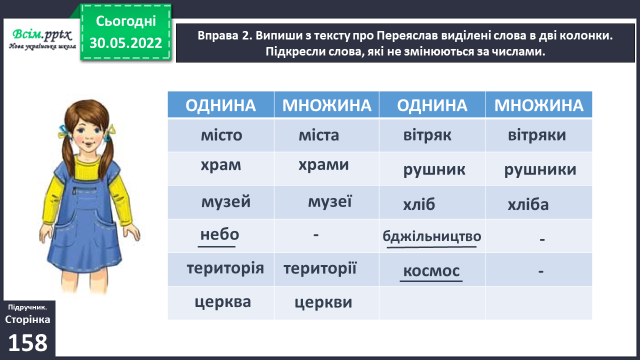 Всім.pptx
Нова українська школа
Сьогодні
30.05.2022
Вправа 2. Випиши з тексту про Переяслав виділені слова в дві колонки.
Підкресли слова, які не змінюються за числами.
ОДНИНА МНОЖИНА ОДНИНА МНОЖИНА
місто міста вітряк вітряки
храм храми рушник рушники
музей музеї хліб хліба
небо - бджільництво -
територія території космос -
церква церкви
Підручник.
Сторінка
158